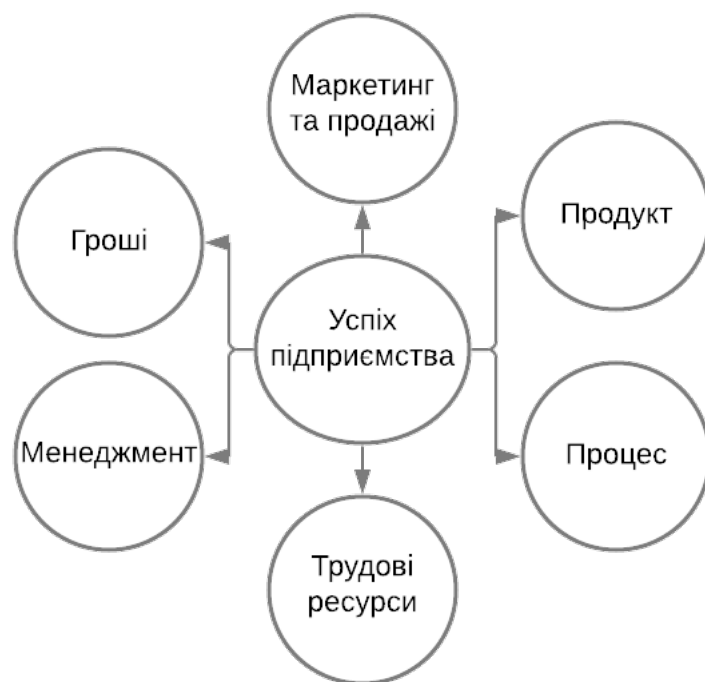 Маркетинг
та продажі
Гроші
Продукт
Успіх
підприємства
Менеджмент
Процес
Трудові
ресурси